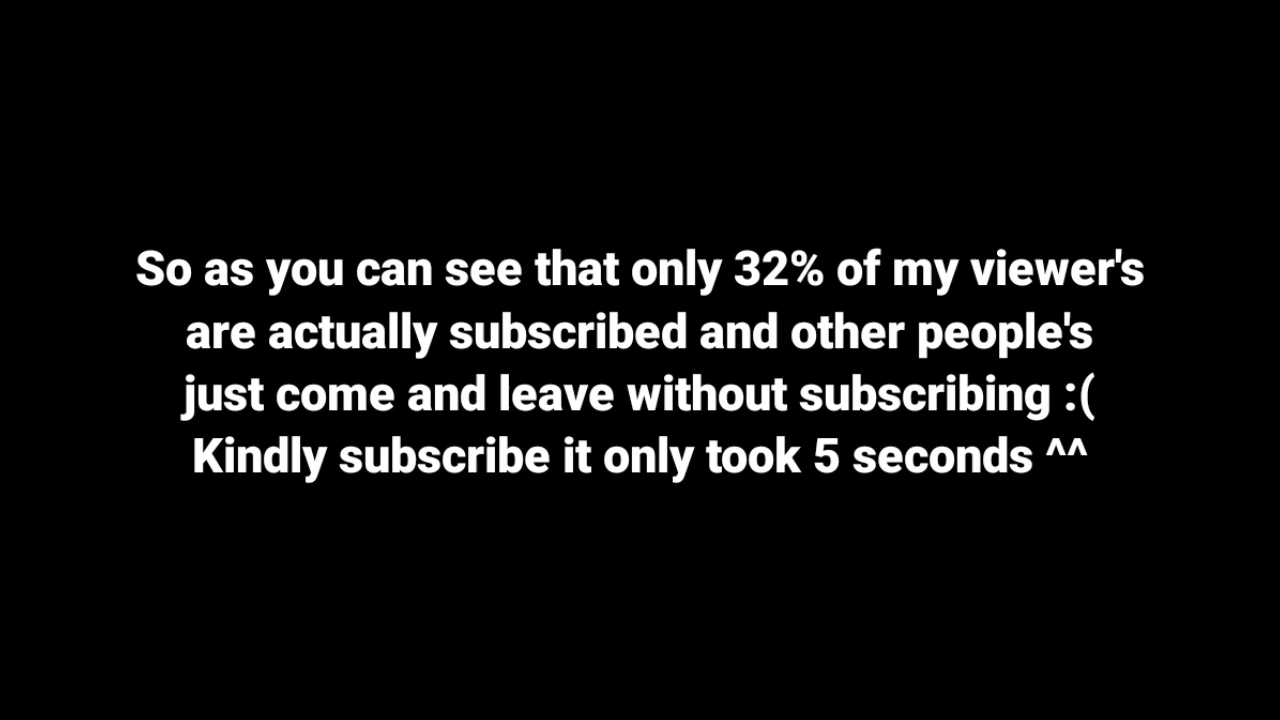 So as you can see that only 32% of my viewer's
are actually subscribed and other people's
just come and leave without subscribing :(
Kindly subscribe it only took 5 seconds ^^